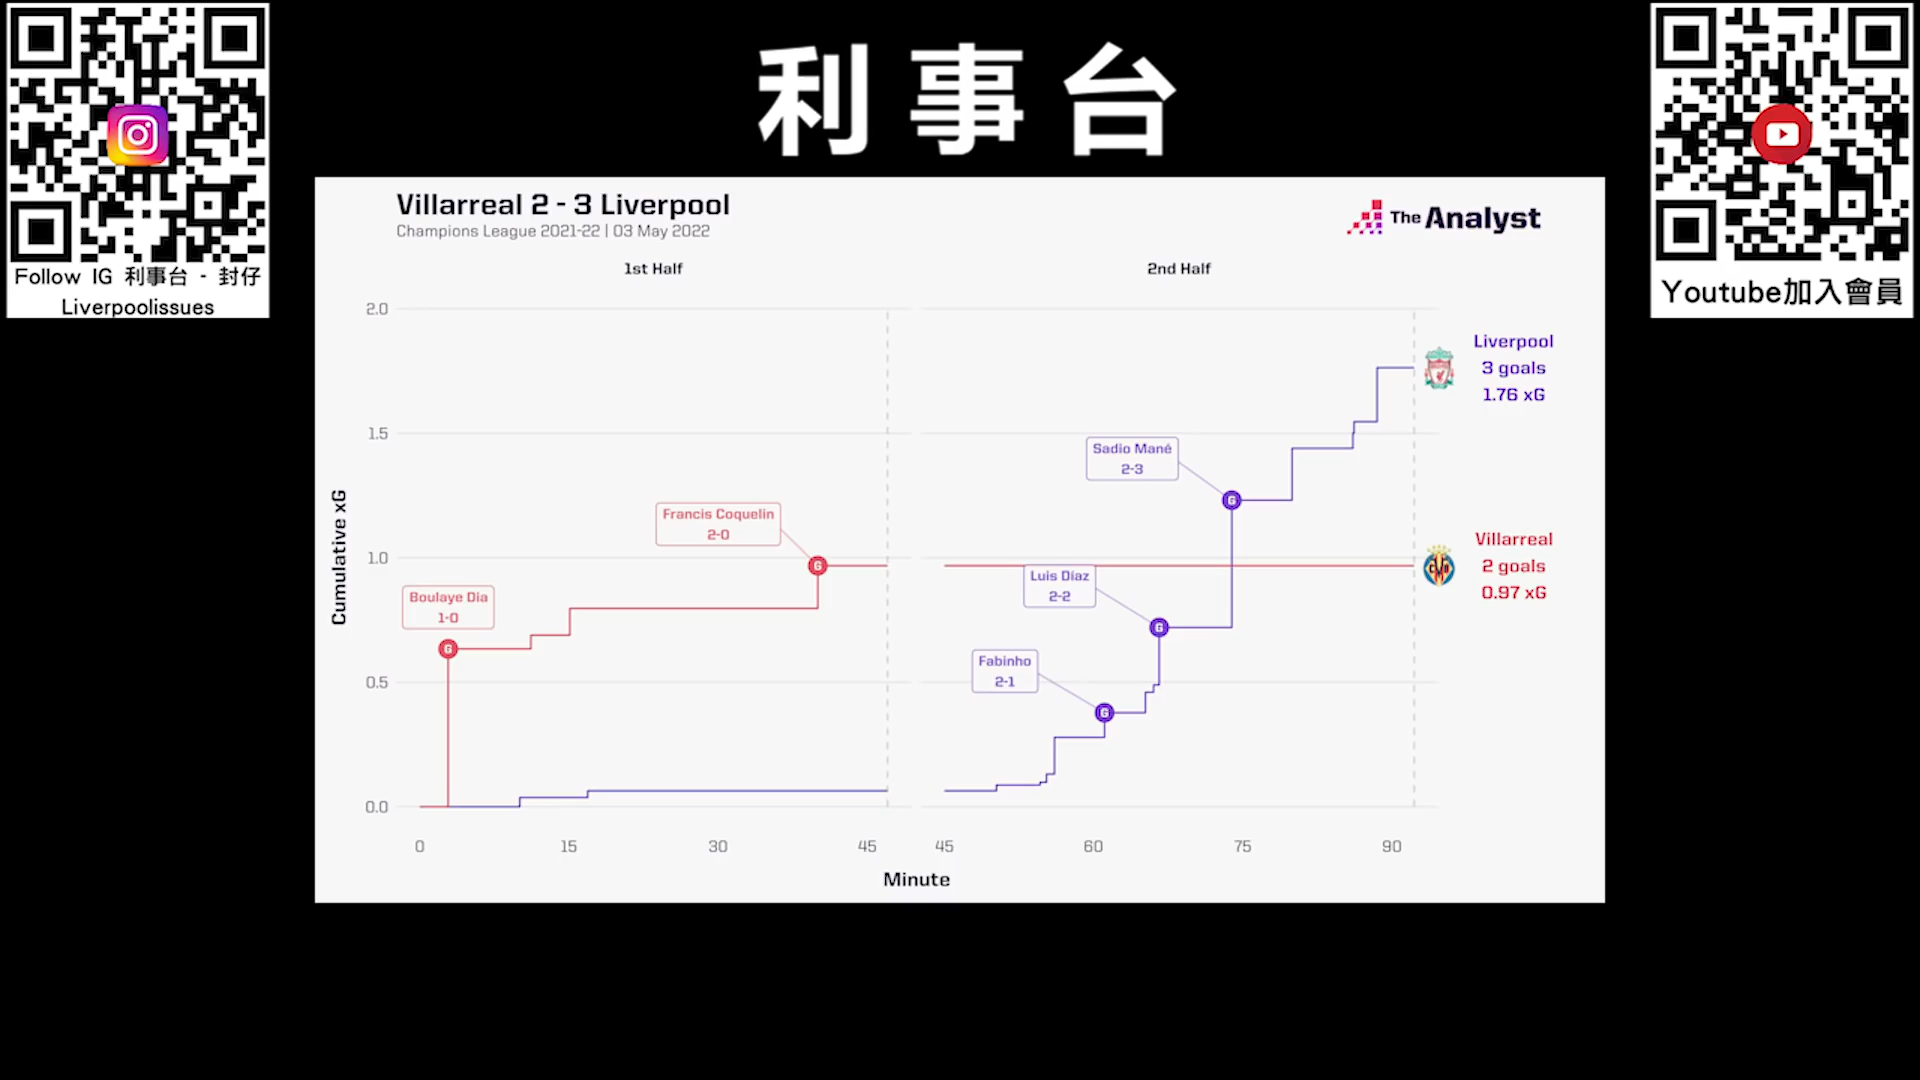 利事台
Follow IG 利事台 - 封仔
Liverpoolissues
Youtube加入會員
Villarreal 2 - 3 Liverpool
Champions League 2021-22 | 03 May 2022
The Analyst
1st Half
2nd Half
2.0
1.5
1.0
0.5
0.0
Cumulative xG
Boulaye Dia
1-0
G
Francis Coquelin
2-0
G
Fabinho
2-1
G
Luis Díaz
2-2
G
Sadio Mané
2-3
G
Liverpool
3 goals
1.76 xG
Villarreal
2 goals
0.97 xG
0
15
30
45
45
60
75
90
Minute